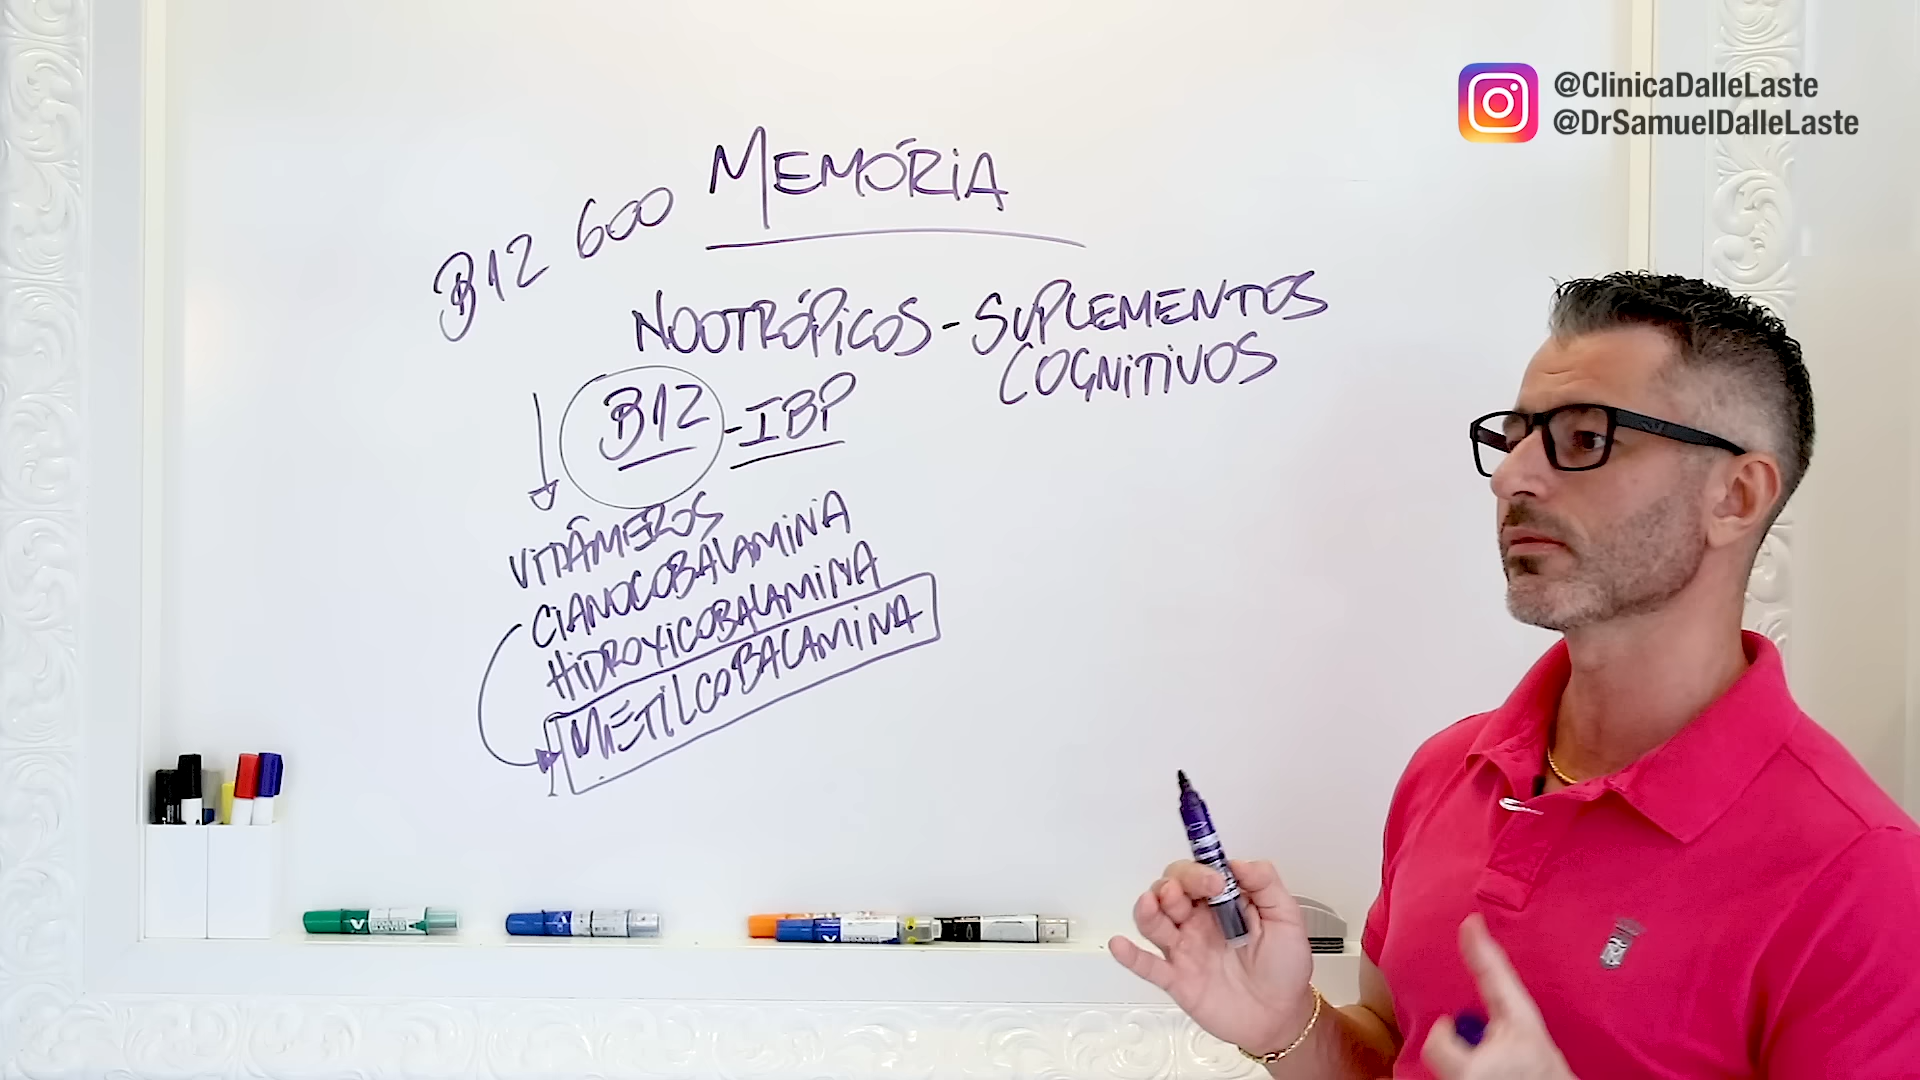 @ClinicaDalleLaste
@DrSamuelDalleLaste
MEMÓRIA
B12 600
NOOTRÓPICOS - SUPLEMENTOS
COGNITIVOS
B12 - IBP
VITÂMEROS
CIANOCOBALAMINA
HIDROXICOBALAMINA
METILCOBALAMINA